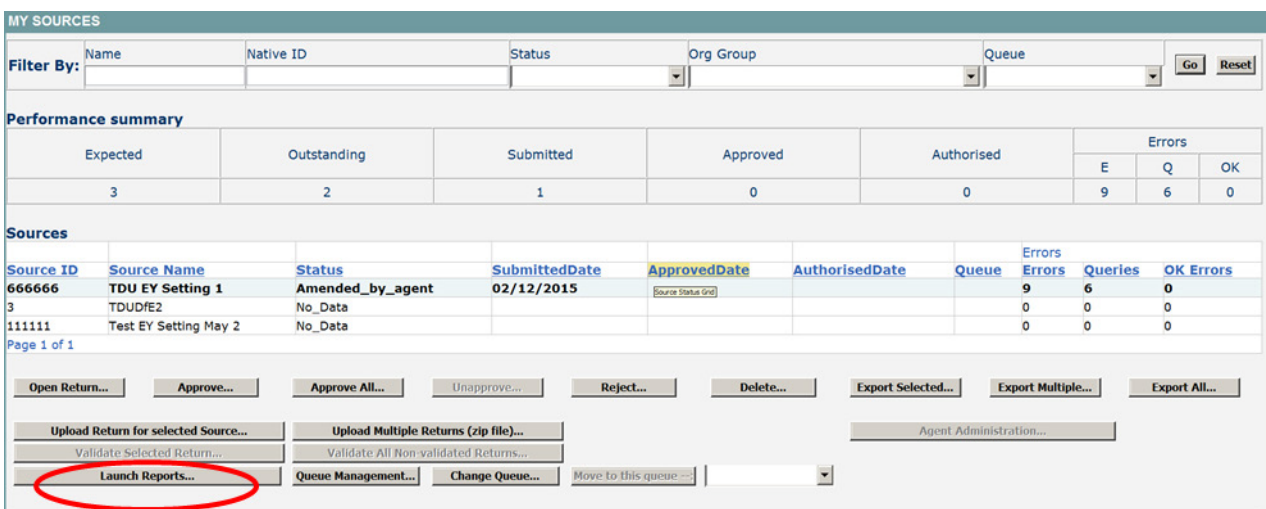 MY SOURCES
Filter By: Name Native ID Status Org Group Queue Go Reset
Performance summary
Expected Outstanding Submitted Approved Authorised Errors
E Q OK
3 2 1 0 0 9 6 0
Sources
Errors
Source ID Source Name Status SubmittedDate ApprovedDate AuthorisedDate Queue Errors Queries OK Errors
666666 TDU EY Setting 1 Amended_by_agent 02/12/2015 Source Status Grid 9 6 0
3 TDUDfE2 No_Data 0 0 0
111111 Test EY Setting May 2 No_Data 0 0 0
Page 1 of 1
Open Return... Approve... Approve All... Unapprove... Reject... Delete... Export Selected... Export Multiple... Export All...
Upload Return for selected Source... Upload Multiple Returns (zip file)... Agent Administration...
Validate Selected Return... Validate All Non-validated Returns...
Launch Reports... Queue Management... Change Queue... Move to this queue --: